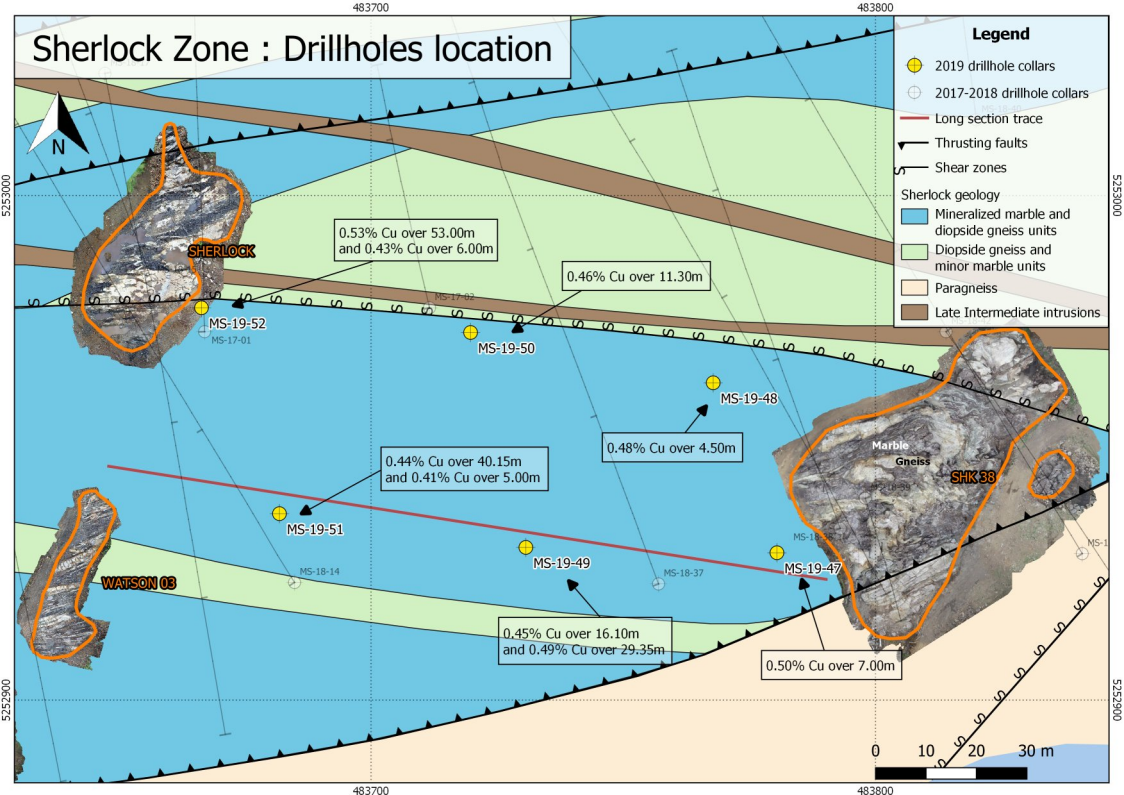 483700
483800
Sherlock Zone : Drillholes location
Legend
2019 drillhole collars
2017-2018 drillhole collars
Long section trace
Thrusting faults
Shear zones
Sherlock geology
Mineralized marble and
diopside gneiss units
Diopside gneiss and
minor marble units
Paragneiss
Late Intermediate intrusions
N
5253000
5253000
SHERLOCK
0.53% Cu over 53.00m
and 0.43% Cu over 6.00m
0.46% Cu over 11.30m
MS-17-02
MS-19-52
MS-17-01
MS-19-50
MS-19-48
0.48% Cu over 4.50m
Marble
Gneiss
SHK 38
0.44% Cu over 40.15m
and 0.41% Cu over 5.00m
MS-19-51
MS-19-49
MS-19-47
MS-18-14
MS-18-37
WATSON 03
0.45% Cu over 16.10m
and 0.49% Cu over 29.35m
0.50% Cu over 7.00m
5252900
5252900
0 10 20 30 m
483700
483800